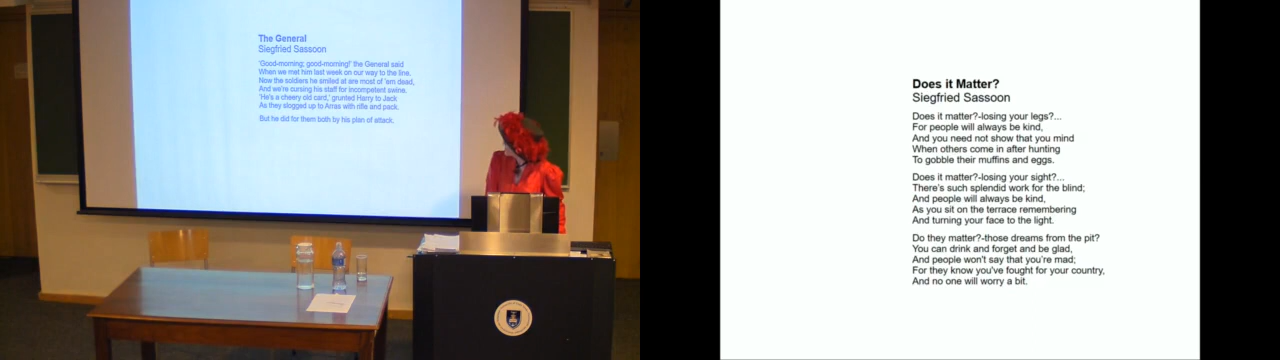 The General
Siegfried Sassoon
'Good-morning; good-morning!' the General said
When we met him last week on our way to the line.
Now the soldiers he smiled at are most of 'em dead,
And we're cursing his staff for incompetent swine.
'He's a cheery old card,' grunted Harry to Jack
As they slogged up to Arras with rifle and pack.
But he did for them both by his plan of attack.
Does it Matter?
Siegfried Sassoon
Does it matter?-losing your legs?...
For people will always be kind,
And you need not show that you mind
When others come in after hunting
To gobble their muffins and eggs.
Does it matter?-losing your sight?...
There's such splendid work for the blind;
And people will always be kind,
As you sit on the terrace remembering
And turning your face to the light.
Do they matter?-those dreams from the pit?
You can drink and forget and be glad,
And people won't say that you're mad;
For they know you've fought for your country,
And no one will worry a bit.